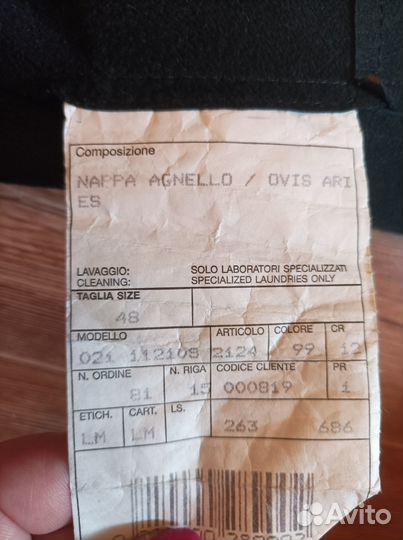 Composizione
NAPPA AGNELLO / OVIS ARI
ES
LAVAGGIO: SOLO LABORATORI SPECIALIZZATI
CLEANING: SPECIALIZED LAUNDRIES ONLY
TAGLIA SIZE
48
MODELLO ARTICOLO COLORE CR
021 112108 2124 99 12
N. ORDINE N. RIGA CODICE CLIENTE PR
81 15 000819 1
ETICH. CART. LS.
LM LM 263 686
Avito